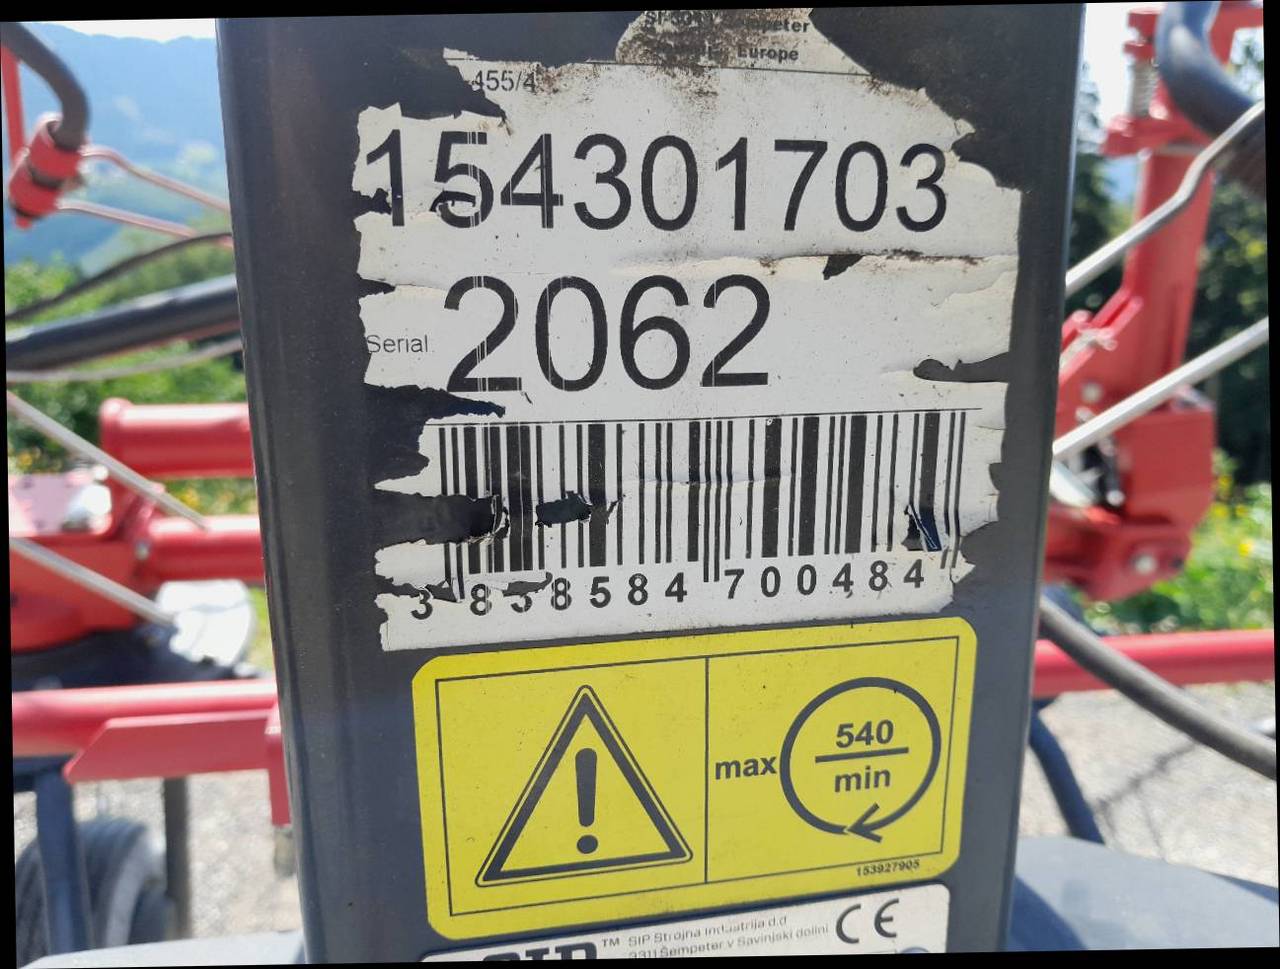 Europe
455/4
154301703
Serial. 2062
3 838584 700484
max 540
min
153927905
SIP™ SIP Strojna industrija d.d
3311 Šempeter v Savinjski dolini
CE